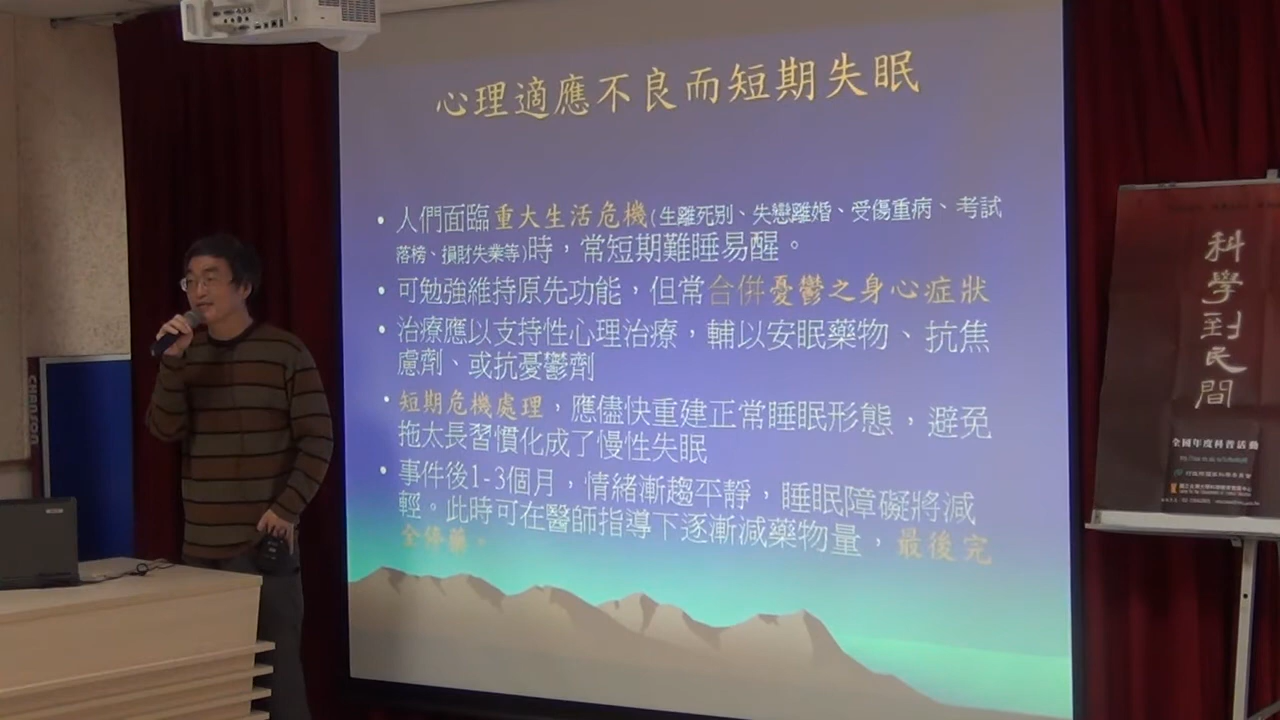 心理適應不良而短期失眠
• 人們面臨重大生活危機(生離死別、失戀離婚、受傷重病、考試
落榜、損財失業等)時，常短期難睡易醒。
• 可勉強維持原先功能，但常合併憂鬱之身心症狀
• 治療應以支持性心理治療，輔以安眠藥物、抗焦
慮劑、或抗憂鬱劑
• 短期危機處理，應儘快重建正常睡眠形態，避免
拖太長習慣化成了慢性失眠
• 事件後1-3個月，情緒漸趨平靜，睡眠障礙將減
輕。此時可在醫師指導下逐漸減藥物量，最後完
全停藥。
科學到民間
全國年度科普活動